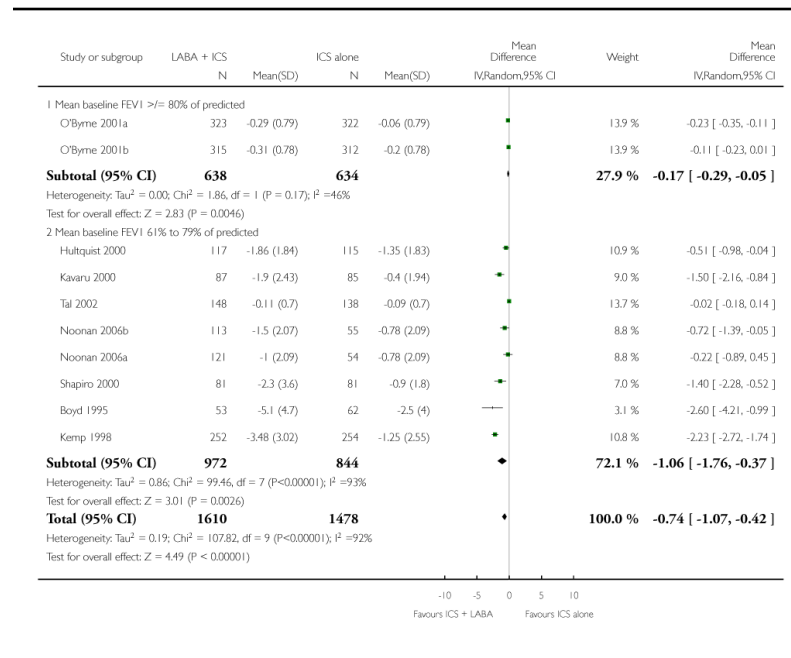 Study or subgroup LABA + ICS ICS alone Mean Difference Weight Mean Difference
N Mean(SD) N Mean(SD) IV,Random,95% CI IV,Random,95% CI
1 Mean baseline FEV1 >/= 80% of predicted
O'Byrne 2001a 323 -0.29 (0.79) 322 -0.06 (0.79) 13.9 % -0.23 [ -0.35, -0.11 ]
O'Byrne 2001b 315 -0.31 (0.78) 312 -0.2 (0.78) 13.9 % -0.11 [ -0.23, 0.01 ]
Subtotal (95% CI) 638 634 27.9 % -0.17 [ -0.29, -0.05 ]
Heterogeneity: Tau² = 0.00; Chi² = 1.86, df = 1 (P = 0.17); I² =46%
Test for overall effect: Z = 2.83 (P = 0.0046)
2 Mean baseline FEV1 61% to 79% of predicted
Hultquist 2000 117 -1.86 (1.84) 115 -1.35 (1.83) 10.9 % -0.51 [ -0.98, -0.04 ]
Kavaru 2000 87 -1.9 (2.43) 85 -0.4 (1.94) 9.0 % -1.50 [ -2.16, -0.84 ]
Tal 2002 148 -0.11 (0.7) 138 -0.09 (0.7) 13.7 % -0.02 [ -0.18, 0.14 ]
Noonan 2006b 113 -1.5 (2.07) 55 -0.78 (2.09) 8.8 % -0.72 [ -1.39, -0.05 ]
Noonan 2006a 121 -1 (2.09) 54 -0.78 (2.09) 8.8 % -0.22 [ -0.89, 0.45 ]
Shapiro 2000 81 -2.3 (3.6) 81 -0.9 (1.8) 7.0 % -1.40 [ -2.28, -0.52 ]
Boyd 1995 53 -5.1 (4.7) 62 -2.5 (4) 3.1 % -2.60 [ -4.21, -0.99 ]
Kemp 1998 252 -3.48 (3.02) 254 -1.25 (2.55) 10.8 % -2.23 [ -2.72, -1.74 ]
Subtotal (95% CI) 972 844 72.1 % -1.06 [ -1.76, -0.37 ]
Heterogeneity: Tau² = 0.86; Chi² = 99.46, df = 7 (P<0.00001); I² =93%
Test for overall effect: Z = 3.01 (P = 0.0026)
Total (95% CI) 1610 1478 100.0 % -0.74 [ -1.07, -0.42 ]
Heterogeneity: Tau² = 0.19; Chi² = 107.82, df = 9 (P<0.00001); I² =92%
Test for overall effect: Z = 4.49 (P < 0.00001)
-10 -5 0 5 10
Favours ICS + LABA Favours ICS alone